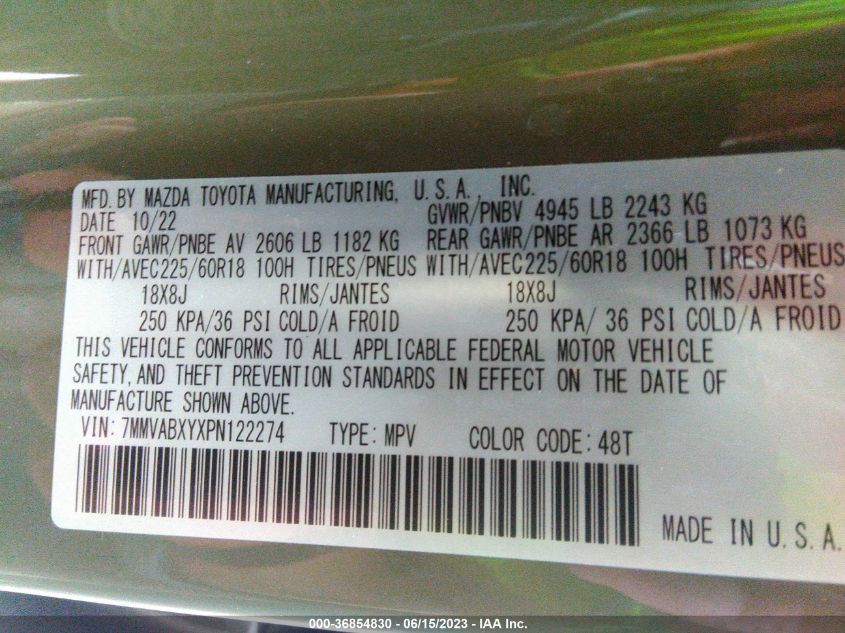 MFD. BY MAZDA TOYOTA MANUFACTURING, U.S.A., INC.
DATE 10/22 GVWR/PNBV 4945 LB 2243 KG
FRONT GAWR/PNBE AV 2606 LB 1182 KG REAR GAWR/PNBE AR 2366 LB 1073 KG
WITH/AVEC 225/60R18 100H TIRES/PNEUS WITH/AVEC 225/60R18 100H TIRES/PNEUS
18X8J RIMS/JANTES 18X8J RIMS/JANTES
250 KPA/36 PSI COLD/A FROID 250 KPA/ 36 PSI COLD/A FROID
THIS VEHICLE CONFORMS TO ALL APPLICABLE FEDERAL MOTOR VEHICLE
SAFETY, AND THEFT PREVENTION STANDARDS IN EFFECT ON THE DATE OF
MANUFACTURE SHOWN ABOVE.
VIN: 7MMVABXYXPN122274 TYPE: MPV COLOR CODE: 48T
MADE IN U.S.A.
000-36854830 - 06/15/2023 - IAA Inc.